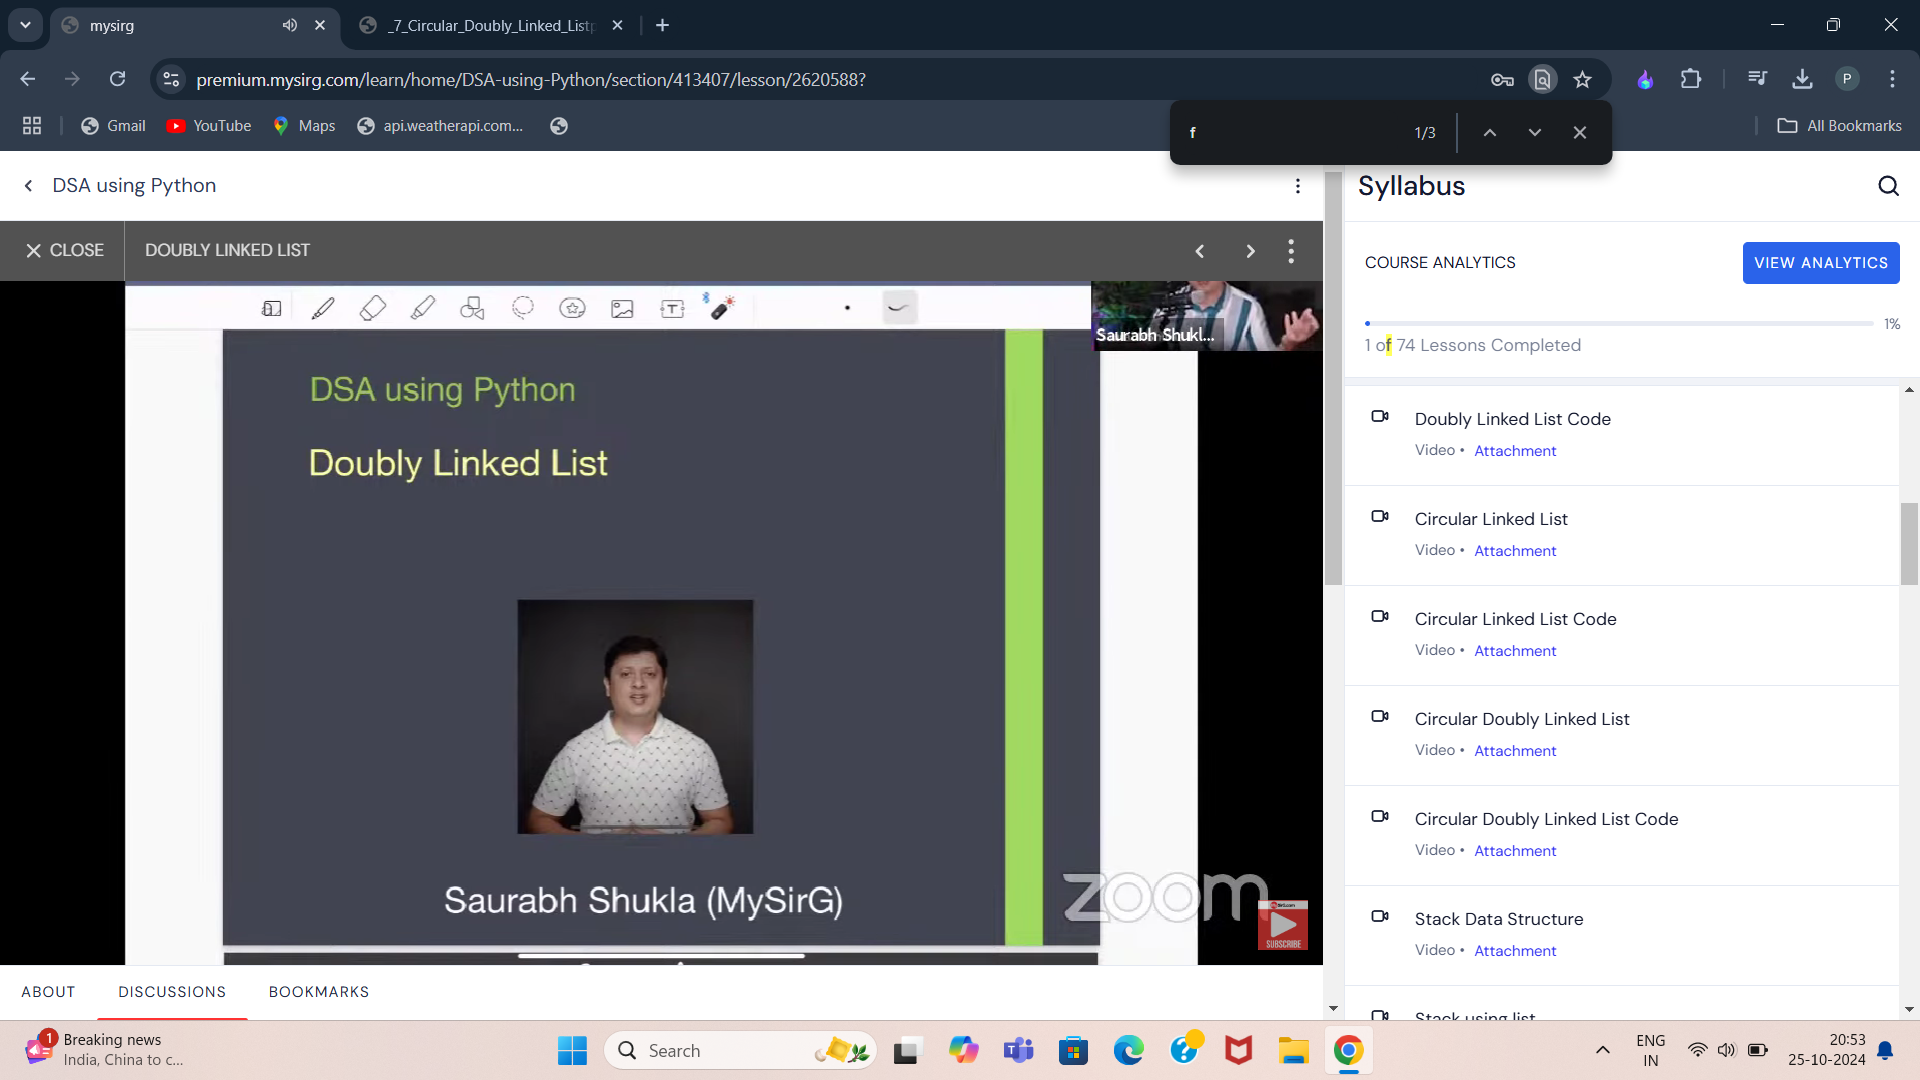 mysirg
_7_Circular_Doubly_Linked_Listp
premium.mysirg.com/learn/home/DSA-using-Python/section/413407/lesson/2620588?
P
Gmail
YouTube
Maps
api.weatherapi.com...
All Bookmarks
f
1/3
DSA using Python
CLOSE
DOUBLY LINKED LIST
T
Saurabh Shukl...
DSA using Python
Doubly Linked List
Saurabh Shukla (MySirG)
zoom
SUBSCRIBE
ABOUT
DISCUSSIONS
BOOKMARKS
Syllabus
COURSE ANALYTICS
VIEW ANALYTICS
1%
1 of 74 Lessons Completed
Doubly Linked List Code
Video • Attachment
Circular Linked List
Video • Attachment
Circular Linked List Code
Video • Attachment
Circular Doubly Linked List
Video • Attachment
Circular Doubly Linked List Code
Video • Attachment
Stack Data Structure
Video • Attachment
Stack using list
1
Breaking news
India, China to c...
Search
ENG
IN
20:53
25-10-2024